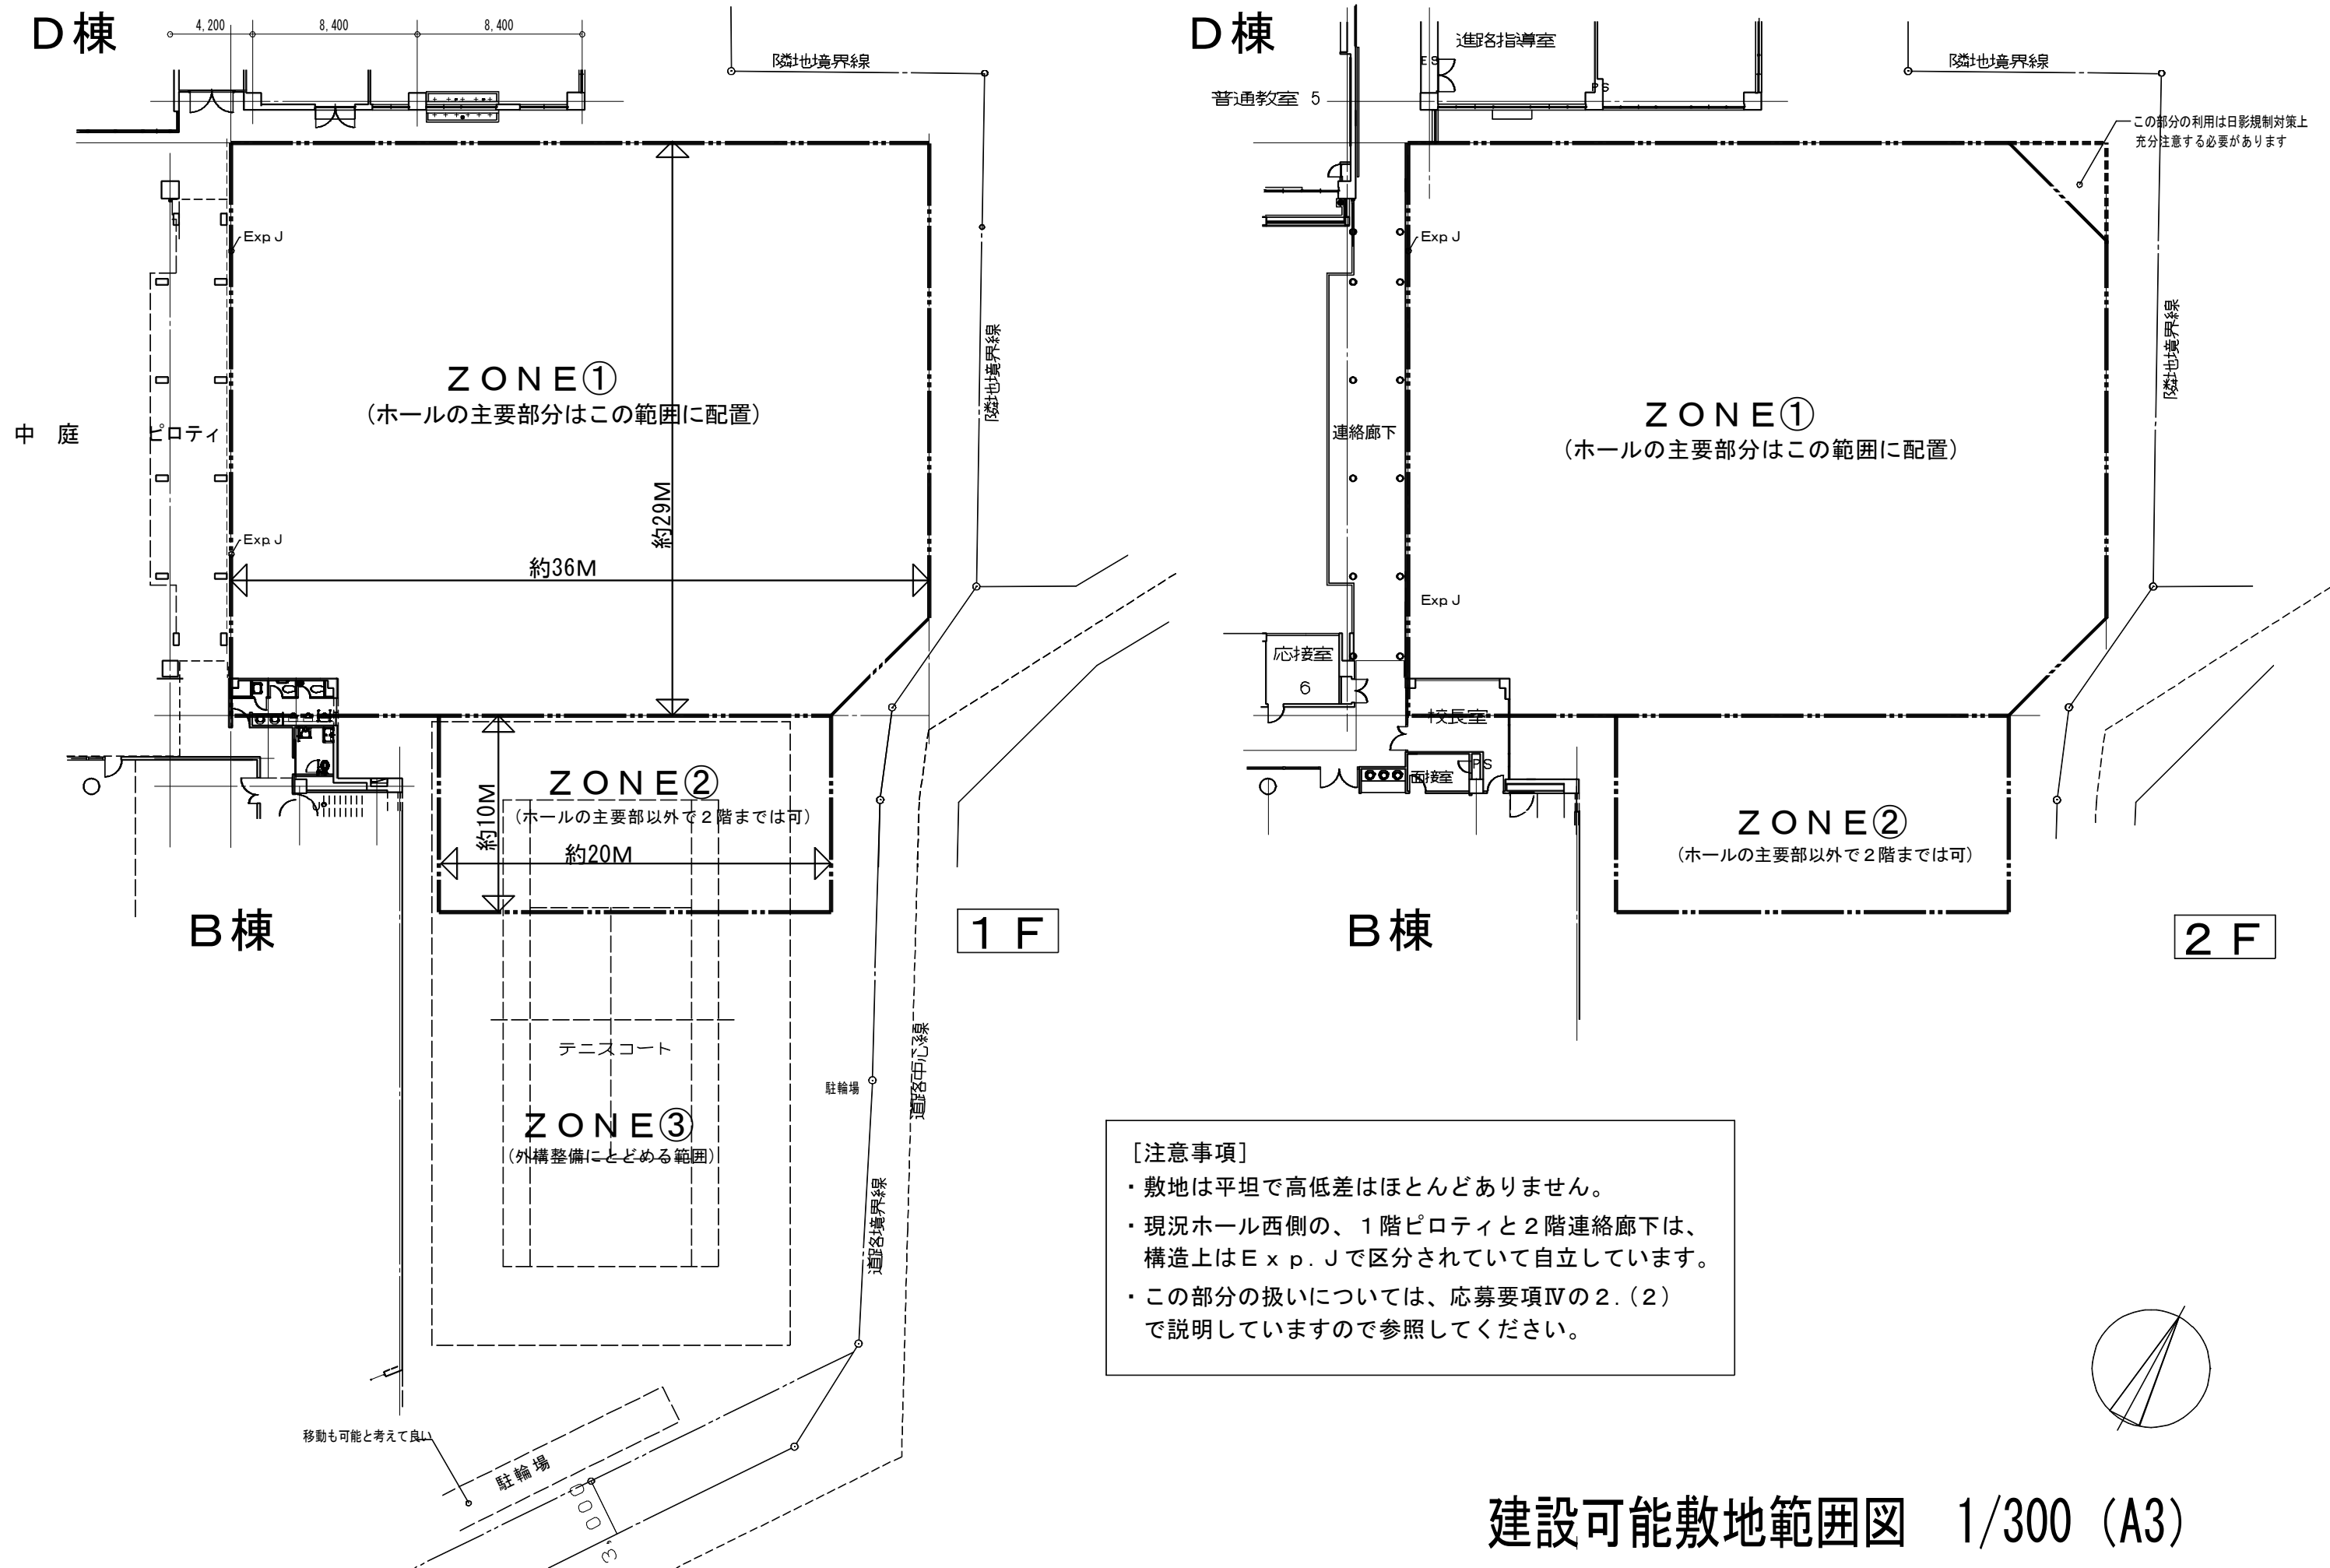 D棟
4,200
8,400
8,400
隣地境界線
Exp.J
ZONE①
(ホールの主要部分はこの範囲に配置)
隣地境界線
中 庭
ピロティ
約29M
Exp.J
約36M
ZONE②
(ホールの主要部以外で2階までは可)
約10M
約20M
B棟
1F
テニスコート
駐輪場
道路中心線
ZONE③
(外構整備にとどめる範囲)
道路境界線
移動も可能と考えて良い
駐輪場
3,000
D棟
進路指導室
ES
PS
普通教室 5
隣地境界線
この部分の利用は日影規制対策上
充分注意する必要があります
Exp.J
隣地境界線
ZONE①
(ホールの主要部分はこの範囲に配置)
連絡廊下
Exp.J
応接室
6
校長室
面接室
PS
ZONE②
(ホールの主要部以外で2階までは可)
B棟
2F
[注意事項]
・敷地は平坦で高低差はほとんどありません。
・現況ホール西側の、1階ピロティと2階連絡廊下は、
構造上はExp.Jで区分されていて自立しています。
・この部分の扱いについては、応募要項Ⅳの2.(2)
で説明していますので参照してください。
建設可能敷地範囲図 1/300 (A3)